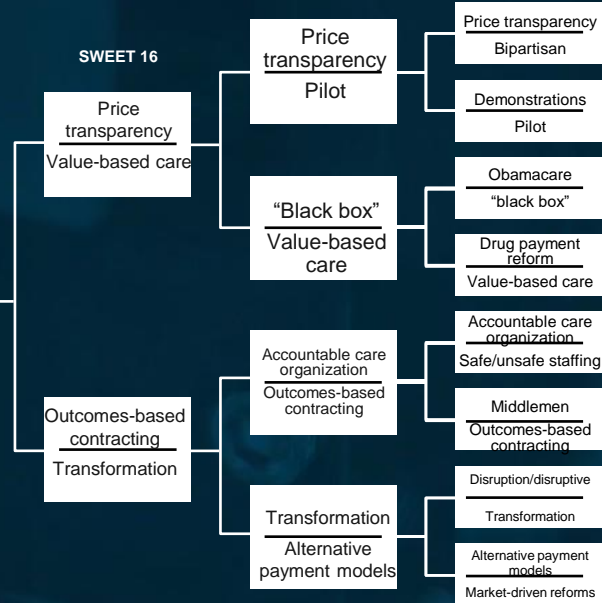 SWEET 16
Price
transparency
Value-based care
Outcomes-based
contracting
Transformation
Price
transparency
Pilot
“Black box”
Value-based
care
Accountable care
organization
Outcomes-based
contracting
Transformation
Alternative
payment models
Price transparency
Bipartisan
Demonstrations
Pilot
Obamacare
“black box”
Drug payment
reform
Value-based care
Accountable care
organization
Safe/unsafe staffing
Middlemen
Outcomes-based
contracting
Disruption/disruptive
Transformation
Alternative payment
models
Market-driven reforms